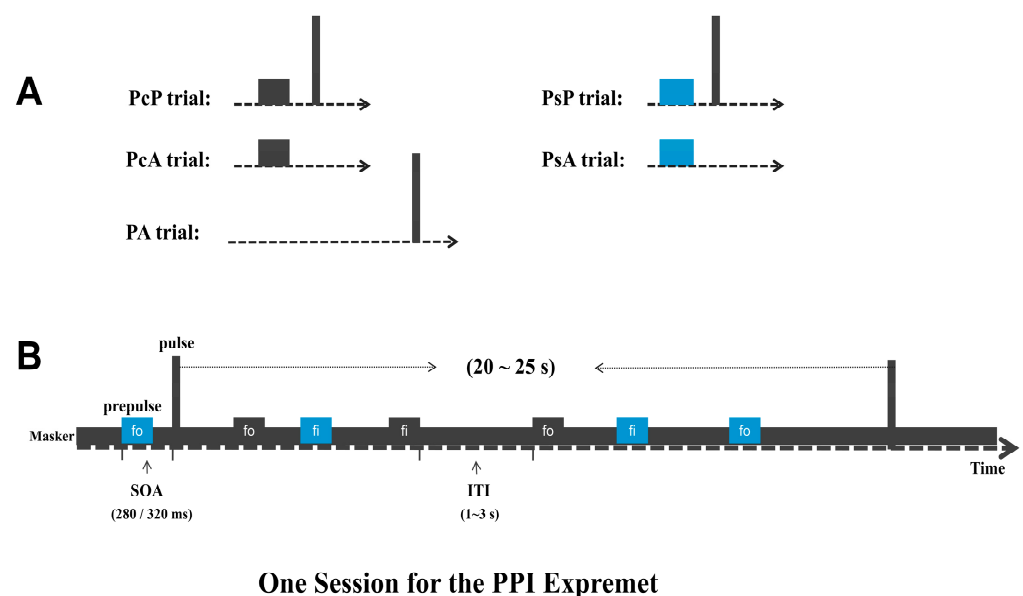 A
PcP trial:
PsP trial:
PcA trial:
PsA trial:
PA trial:
B
pulse
(20 ~ 25 s)
prepulse
Masker
fo
fo
fi
fi
fo
fi
fo
Time
SOA
(280 / 320 ms)
ITI
(1~3 s)
One Session for the PPI Expremet